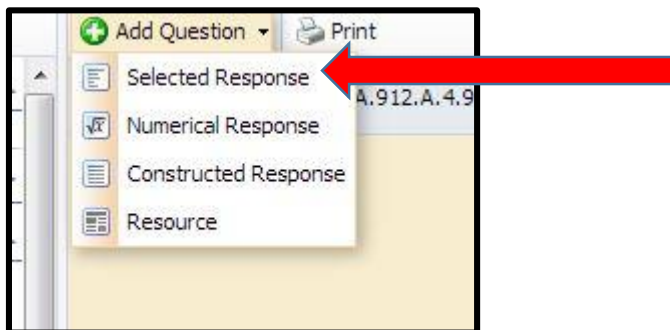 Add Question Print
Selected Response
A.912.A.4.9
Numerical Response
Constructed Response
Resource